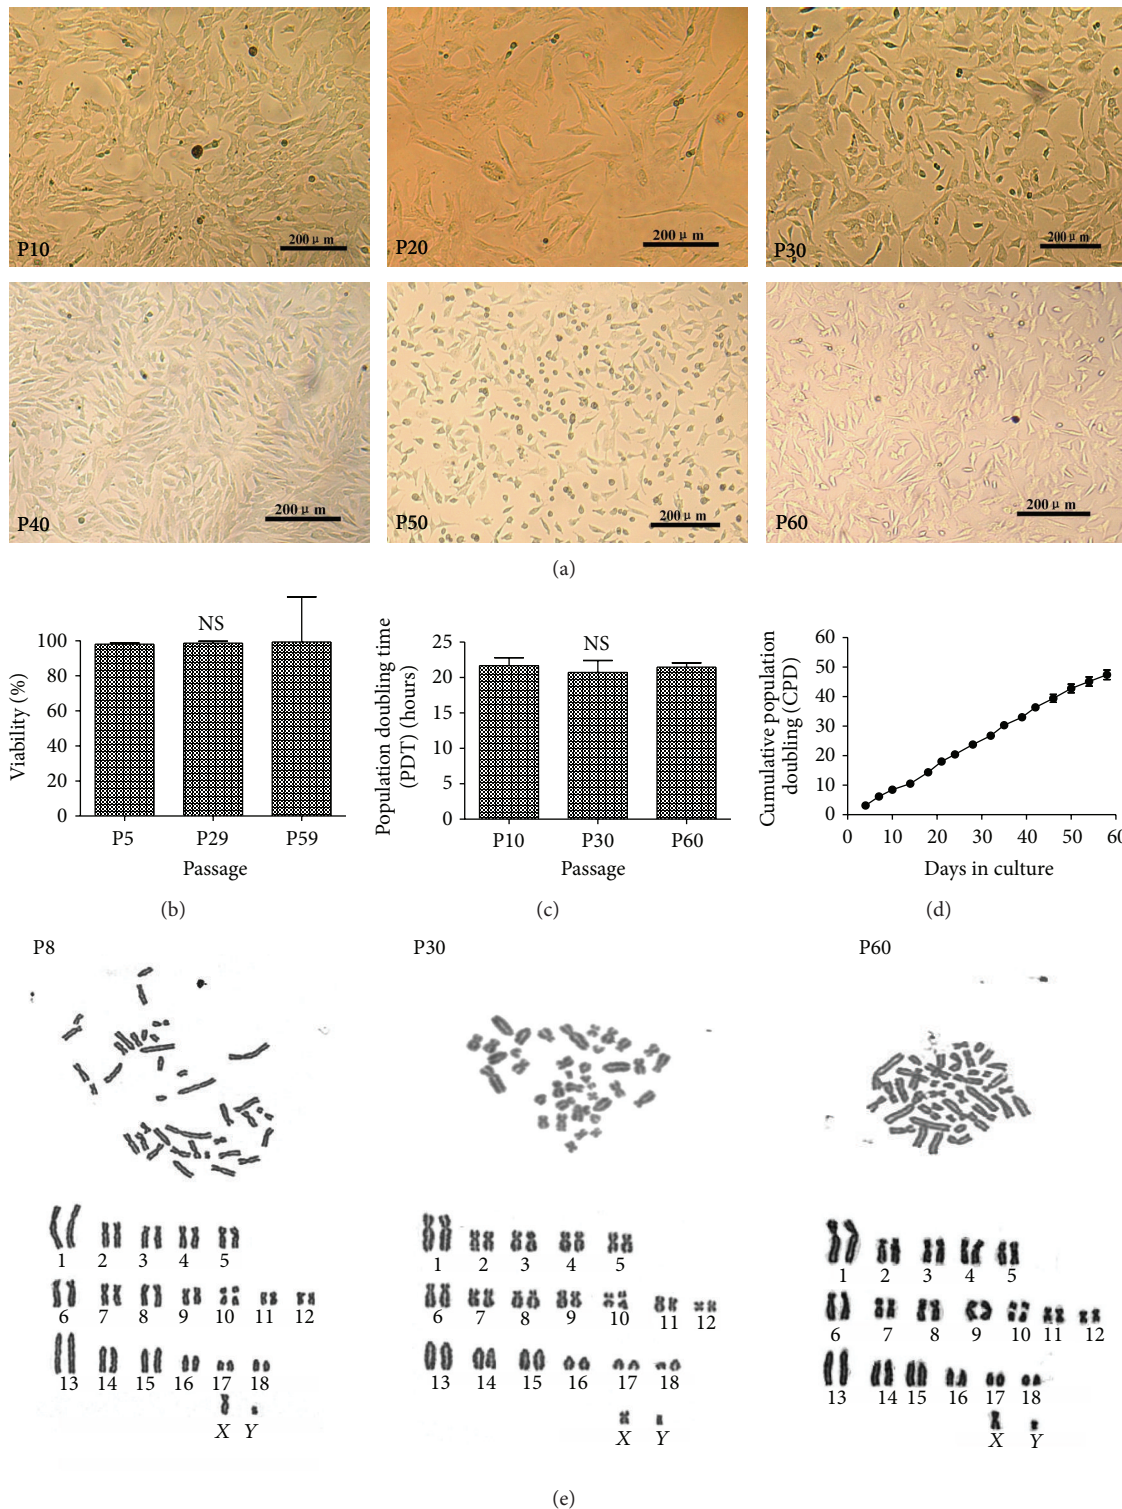 P10
200 μ m
P20
200 μ m
P30
200 μ m
P40
200 μ m
P50
200 μ m
P60
200 μ m
(a)
Viability (%)
100
80
60
40
20
0
NS
P5 P29 P59
Passage
(b)
Population doubling time
(PDT) (hours)
25
20
15
10
5
0
NS
P10 P30 P60
Passage
(c)
Cumulative population
doubling (CPD)
60
50
40
30
20
10
0
0 10 20 30 40 50 60
Days in culture
(d)
P8
1 2 3 4 5
6 7 8 9 10 11 12
13 14 15 16 17 18
X Y
P30
1 2 3 4 5
6 7 8 9 10 11 12
13 14 15 16 17 18
X Y
P60
1 2 3 4 5
6 7 8 9 10 11 12
13 14 15 16 17 18
X Y
(e)